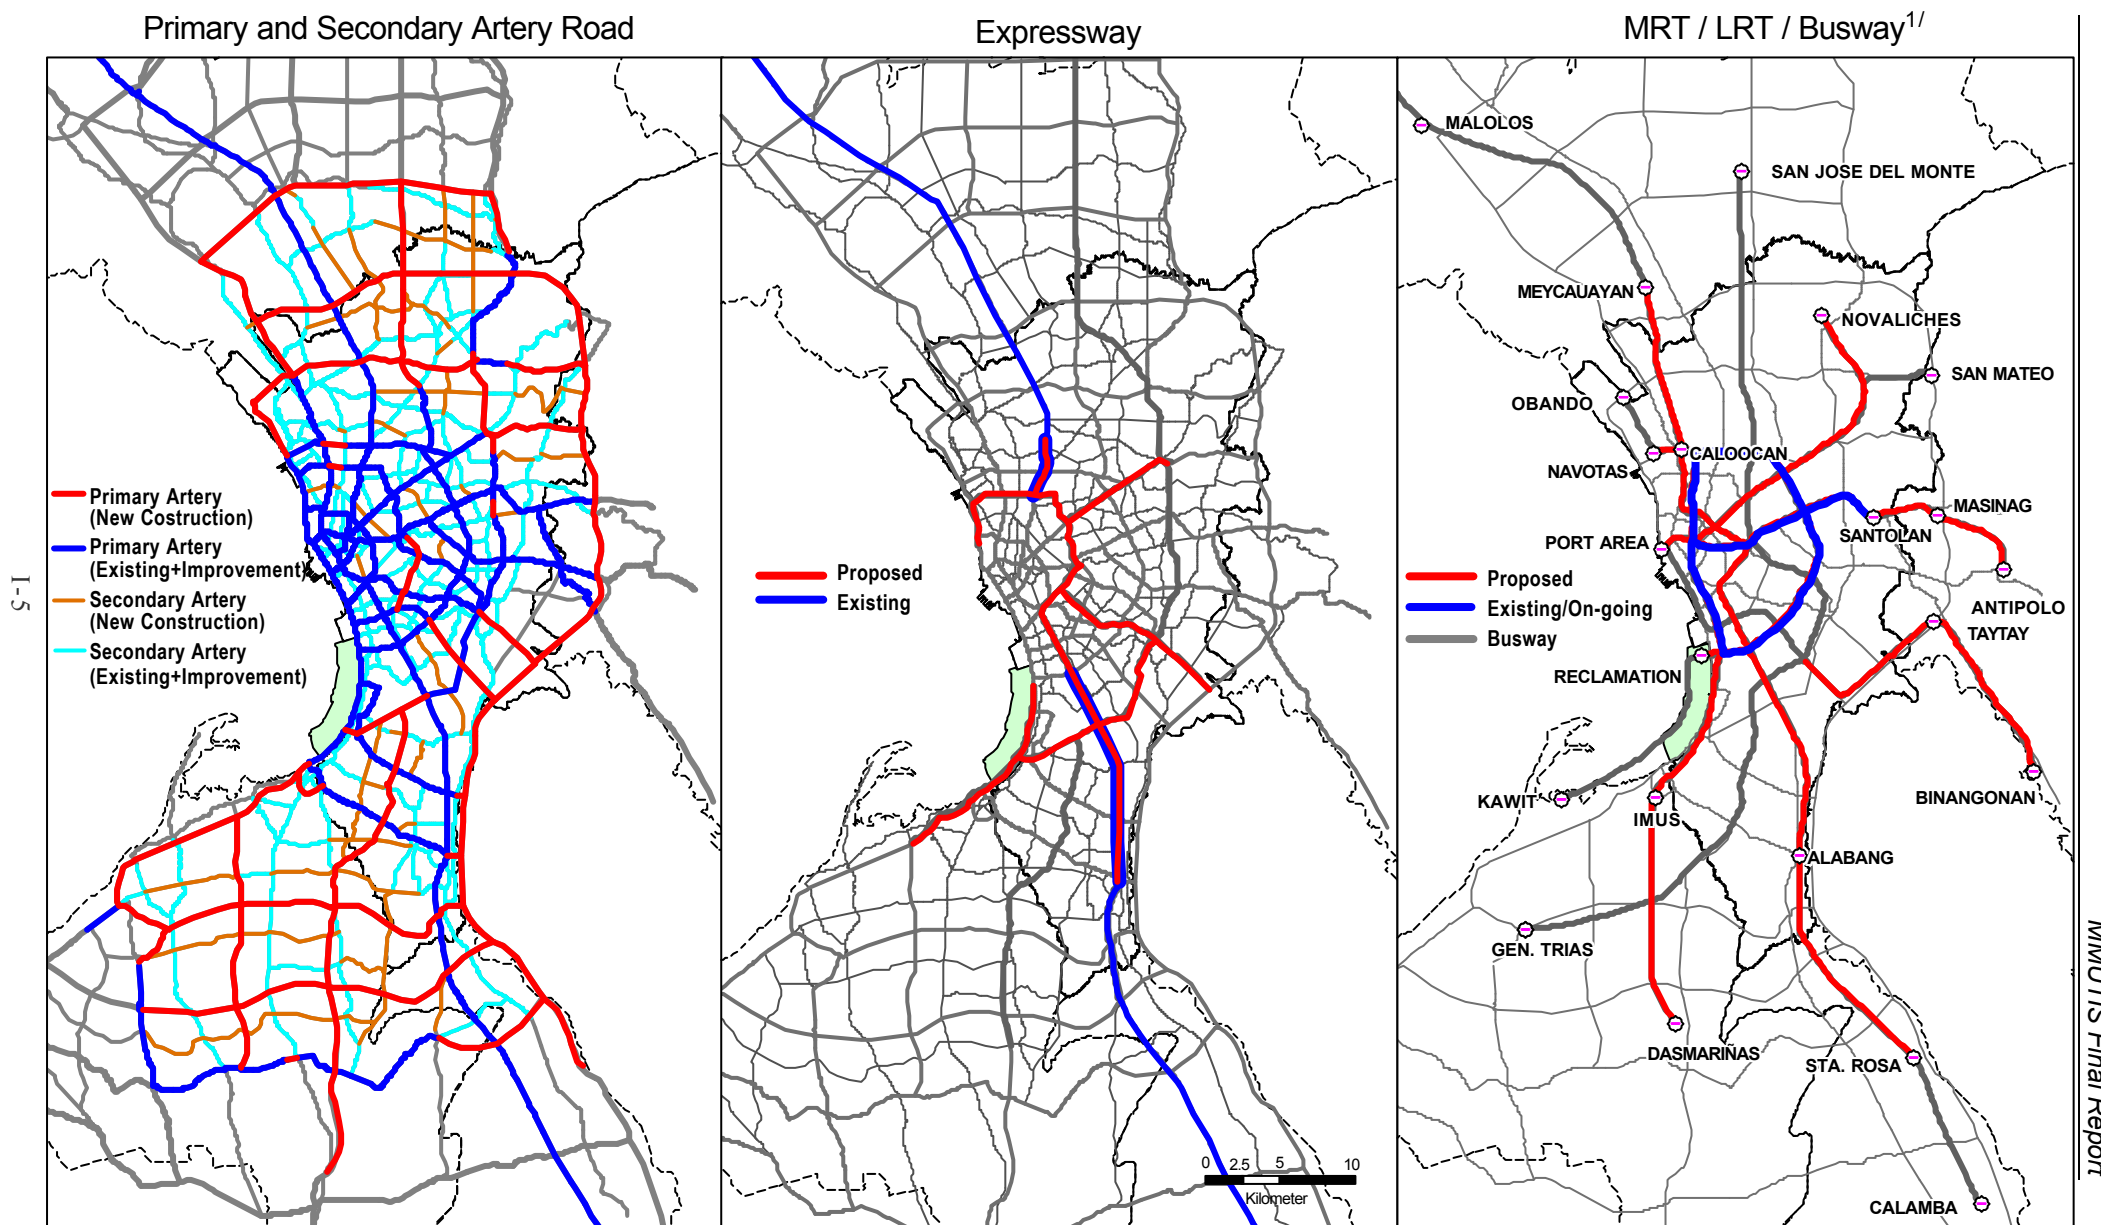 Primary and Secondary Artery Road
Primary Artery
(New Costruction)
Primary Artery
(Existing+Improvement)
Secondary Artery
(New Construction)
Secondary Artery
(Existing+Improvement)
Expressway
Proposed
Existing
0 2.5 5 10
Kilometer
MRT / LRT / Busway1/
MALOLOS
SAN JOSE DEL MONTE
MEYCAUAYAN
NOVALICHES
SAN MATEO
OBANDO
CALOOCAN
NAVOTAS
MASINAG
SANTOLAN
PORT AREA
Proposed
Existing/On-going
Busway
ANTIPOLO
TAYTAY
RECLAMATION
KAWIT
IMUS
BINANGONAN
ALABANG
GEN. TRIAS
DASMARIÑAS
STA. ROSA
CALAMBA
I-5
MMUTIS Final Report